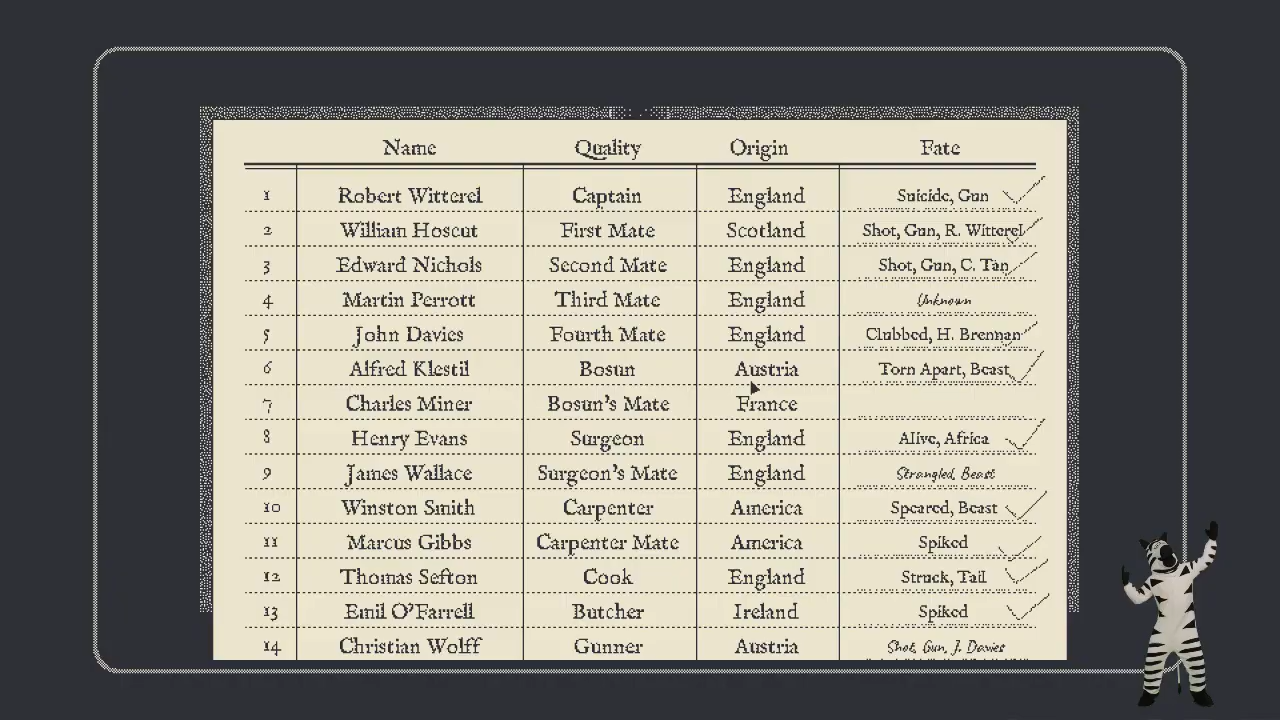 Name Quality Origin Fate
1 Robert Witterel Captain England Suicide, Gun
2 William Hoscut First Mate Scotland Shot, Gun, R. Witterel
3 Edward Nichols Second Mate England Shot, Gun, C. Tan
4 Martin Perrott Third Mate England Unknown
5 John Davies Fourth Mate England Clubbed, H. Brennan
6 Alfred Klestil Bosun Austria Torn Apart, Beast
7 Charles Miner Bosun's Mate France
8 Henry Evans Surgeon England Alive, Africa
9 James Wallace Surgeon's Mate England Strangled, Beast
10 Winston Smith Carpenter America Speared, Beast
11 Marcus Gibbs Carpenter Mate America Spiked
12 Thomas Sefton Cook England Struck, Tail
13 Emil O'Farrell Butcher Ireland Spiked
14 Christian Wolff Gunner Austria Shot, Gun, J. Davies